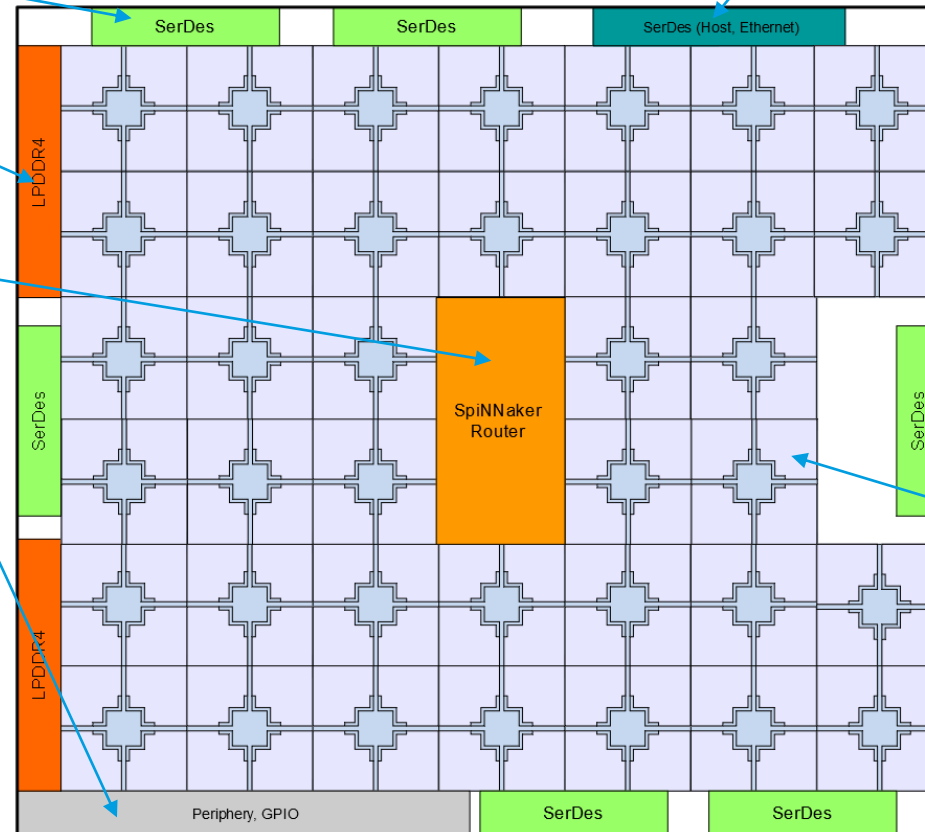 SerDes
SerDes
SerDes (Host, Ethernet)
LPDDR4
SerDes
SpiNNaker
Router
SerDes
LPDDR4
Periphery, GPIO
SerDes
SerDes